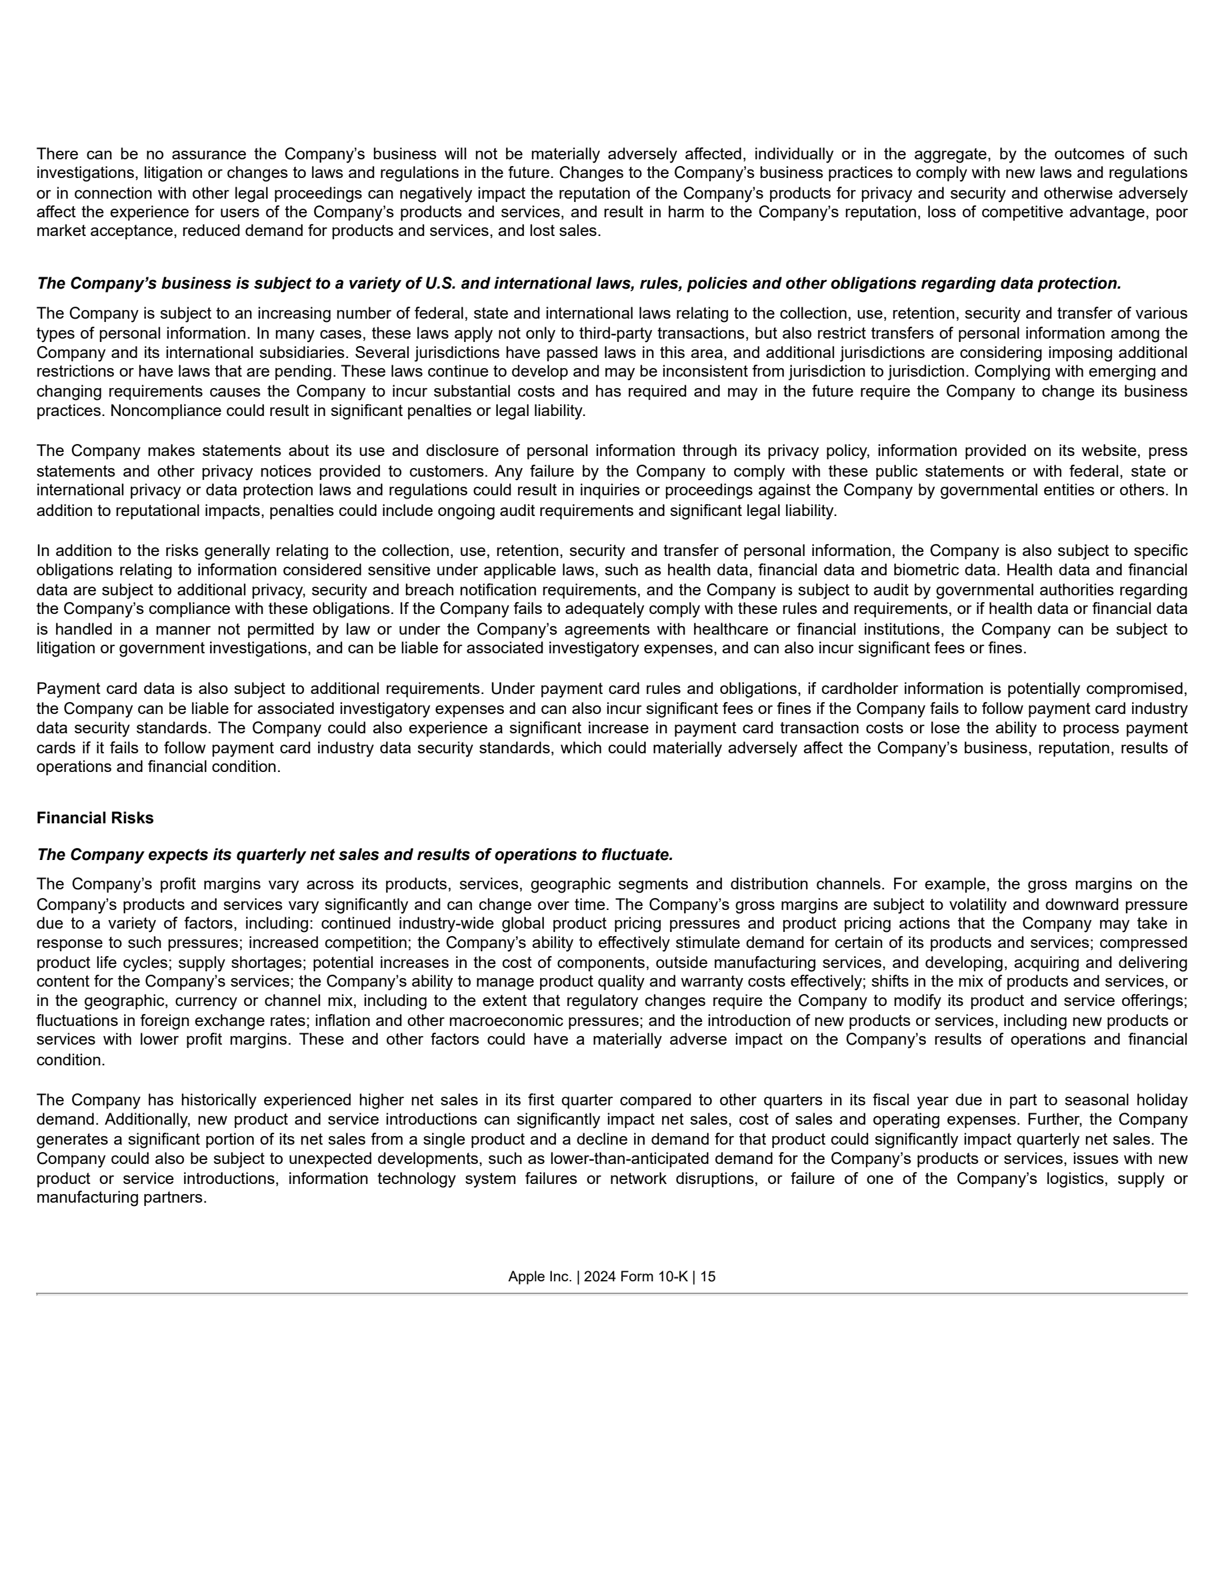 There can be no assurance the Company’s business will not be materially adversely affected, individually or in the aggregate, by the outcomes of such
investigations, litigation or changes to laws and regulations in the future. Changes to the Company’s business practices to comply with new laws and regulations
or in connection with other legal proceedings can negatively impact the reputation of the Company’s products for privacy and security and otherwise adversely
affect the experience for users of the Company’s products and services, and result in harm to the Company’s reputation, loss of competitive advantage, poor
market acceptance, reduced demand for products and services, and lost sales.
The Company’s business is subject to a variety of U.S. and international laws, rules, policies and other obligations regarding data protection.
The Company is subject to an increasing number of federal, state and international laws relating to the collection, use, retention, security and transfer of various
types of personal information. In many cases, these laws apply not only to third-party transactions, but also restrict transfers of personal information among the
Company and its international subsidiaries. Several jurisdictions have passed laws in this area, and additional jurisdictions are considering imposing additional
restrictions or have laws that are pending. These laws continue to develop and may be inconsistent from jurisdiction to jurisdiction. Complying with emerging and
changing requirements causes the Company to incur substantial costs and has required and may in the future require the Company to change its business
practices. Noncompliance could result in significant penalties or legal liability.
The Company makes statements about its use and disclosure of personal information through its privacy policy, information provided on its website, press
statements and other privacy notices provided to customers. Any failure by the Company to comply with these public statements or with federal, state or
international privacy or data protection laws and regulations could result in inquiries or proceedings against the Company by governmental entities or others. In
addition to reputational impacts, penalties could include ongoing audit requirements and significant legal liability.
In addition to the risks generally relating to the collection, use, retention, security and transfer of personal information, the Company is also subject to specific
obligations relating to information considered sensitive under applicable laws, such as health data, financial data and biometric data. Health data and financial
data are subject to additional privacy, security and breach notification requirements, and the Company is subject to audit by governmental authorities regarding
the Company’s compliance with these obligations. If the Company fails to adequately comply with these rules and requirements, or if health data or financial data
is handled in a manner not permitted by law or under the Company’s agreements with healthcare or financial institutions, the Company can be subject to
litigation or government investigations, and can be liable for associated investigatory expenses, and can also incur significant fees or fines.
Payment card data is also subject to additional requirements. Under payment card rules and obligations, if cardholder information is potentially compromised,
the Company can be liable for associated investigatory expenses and can also incur significant fees or fines if the Company fails to follow payment card industry
data security standards. The Company could also experience a significant increase in payment card transaction costs or lose the ability to process payment
cards if it fails to follow payment card industry data security standards, which could materially adversely affect the Company’s business, reputation, results of
operations and financial condition.
Financial Risks
The Company expects its quarterly net sales and results of operations to fluctuate.
The Company’s profit margins vary across its products, services, geographic segments and distribution channels. For example, the gross margins on the
Company’s products and services vary significantly and can change over time. The Company’s gross margins are subject to volatility and downward pressure
due to a variety of factors, including: continued industry-wide global product pricing pressures and product pricing actions that the Company may take in
response to such pressures; increased competition; the Company’s ability to effectively stimulate demand for certain of its products and services; compressed
product life cycles; supply shortages; potential increases in the cost of components, outside manufacturing services, and developing, acquiring and delivering
content for the Company’s services; the Company’s ability to manage product quality and warranty costs effectively; shifts in the mix of products and services, or
in the geographic, currency or channel mix, including to the extent that regulatory changes require the Company to modify its product and service offerings;
fluctuations in foreign exchange rates; inflation and other macroeconomic pressures; and the introduction of new products or services, including new products or
services with lower profit margins. These and other factors could have a materially adverse impact on the Company’s results of operations and financial
condition.
The Company has historically experienced higher net sales in its first quarter compared to other quarters in its fiscal year due in part to seasonal holiday
demand. Additionally, new product and service introductions can significantly impact net sales, cost of sales and operating expenses. Further, the Company
generates a significant portion of its net sales from a single product and a decline in demand for that product could significantly impact quarterly net sales. The
Company could also be subject to unexpected developments, such as lower-than-anticipated demand for the Company’s products or services, issues with new
product or service introductions, information technology system failures or network disruptions, or failure of one of the Company’s logistics, supply or
manufacturing partners.
Apple Inc. | 2024 Form 10-K | 15